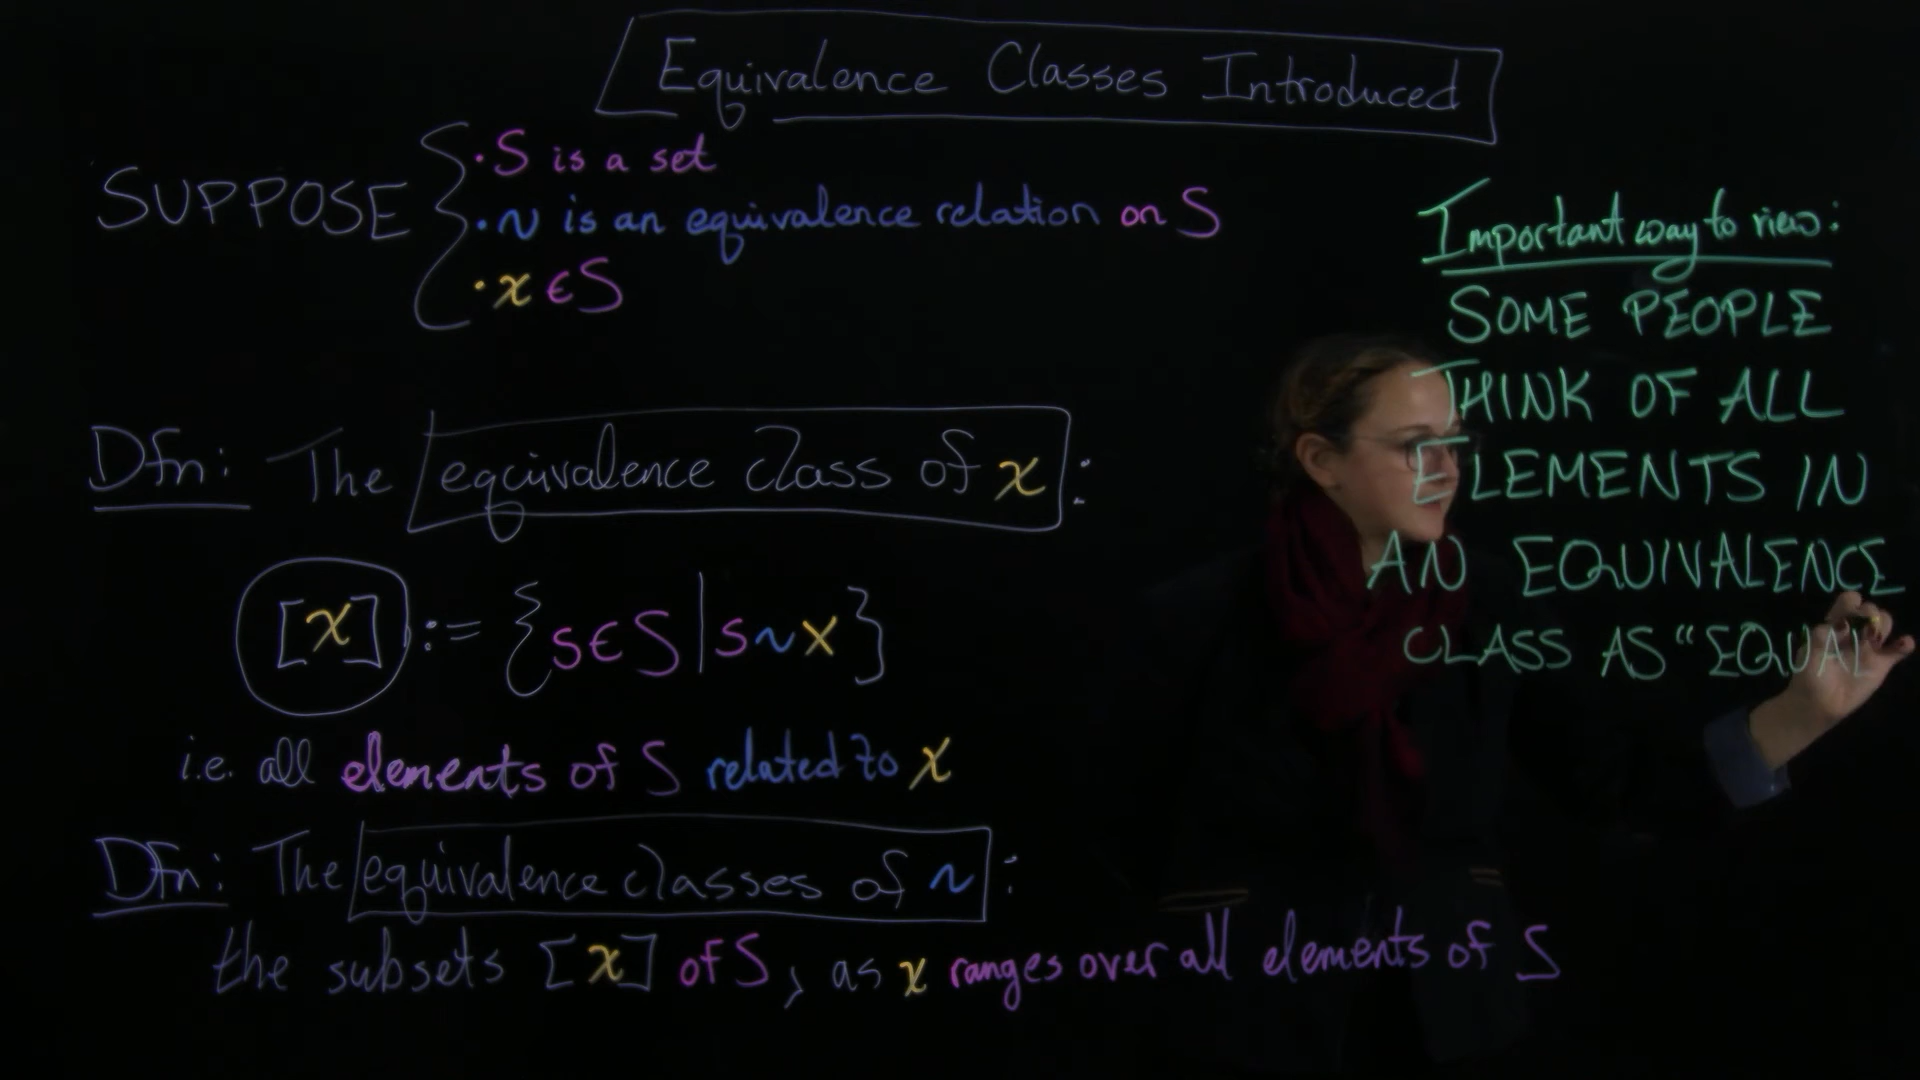 Equivalence Classes Introduced
SUPPOSE
• S is a set
• ~ is an equivalence relation on S
• x ∈ S
Dfn: The equivalence class of x :
[x] := {s ∈ S | s ~ x}
i.e. all elements of S related to x
Dfn: The equivalence classes of ~ :
the subsets [x] of S, as x ranges over all elements of S
Important way to view:
SOME PEOPLE
THINK OF ALL
ELEMENTS IN
AN EQUIVALENCE
CLASS AS “EQUAL